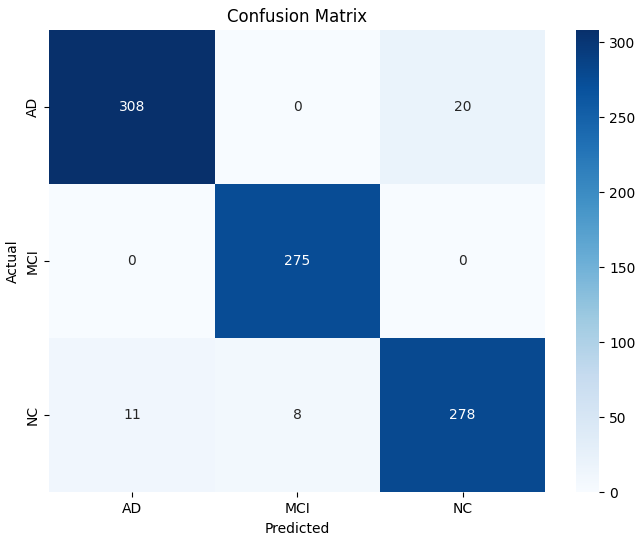 Confusion Matrix
Actual
AD
MCI
NC
308 0 20
0 275 0
11 8 278
AD MCI NC
Predicted
300
250
200
150
100
50
0